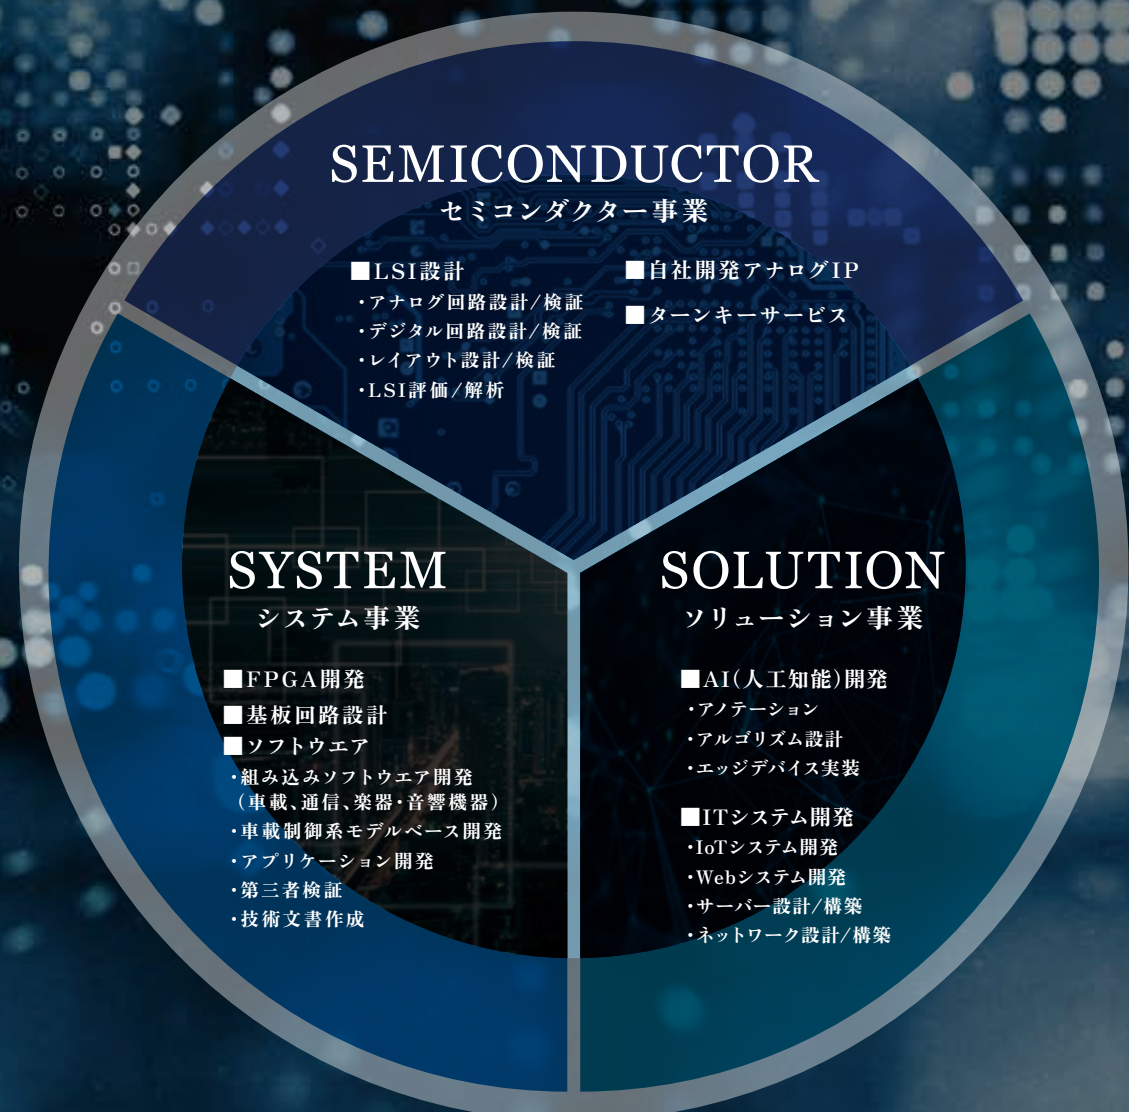 SEMICONDUCTOR
セミコンダクター事業
■LSI設計
・アナログ回路設計/検証
・デジタル回路設計/検証
・レイアウト設計/検証
・LSI評価/解析
■自社開発アナログIP
■ターンキーサービス
SYSTEM
システム事業
■FPGA開発
■基板回路設計
■ソフトウエア
・組み込みソフトウエア開発
（車載、通信、楽器・音響機器）
・車載制御系モデルベース開発
・アプリケーション開発
・第三者検証
・技術文書作成
SOLUTION
ソリューション事業
■AI(人工知能)開発
・アノテーション
・アルゴリズム設計
・エッジデバイス実装
■ITシステム開発
・IoTシステム開発
・Webシステム開発
・サーバー設計/構築
・ネットワーク設計/構築